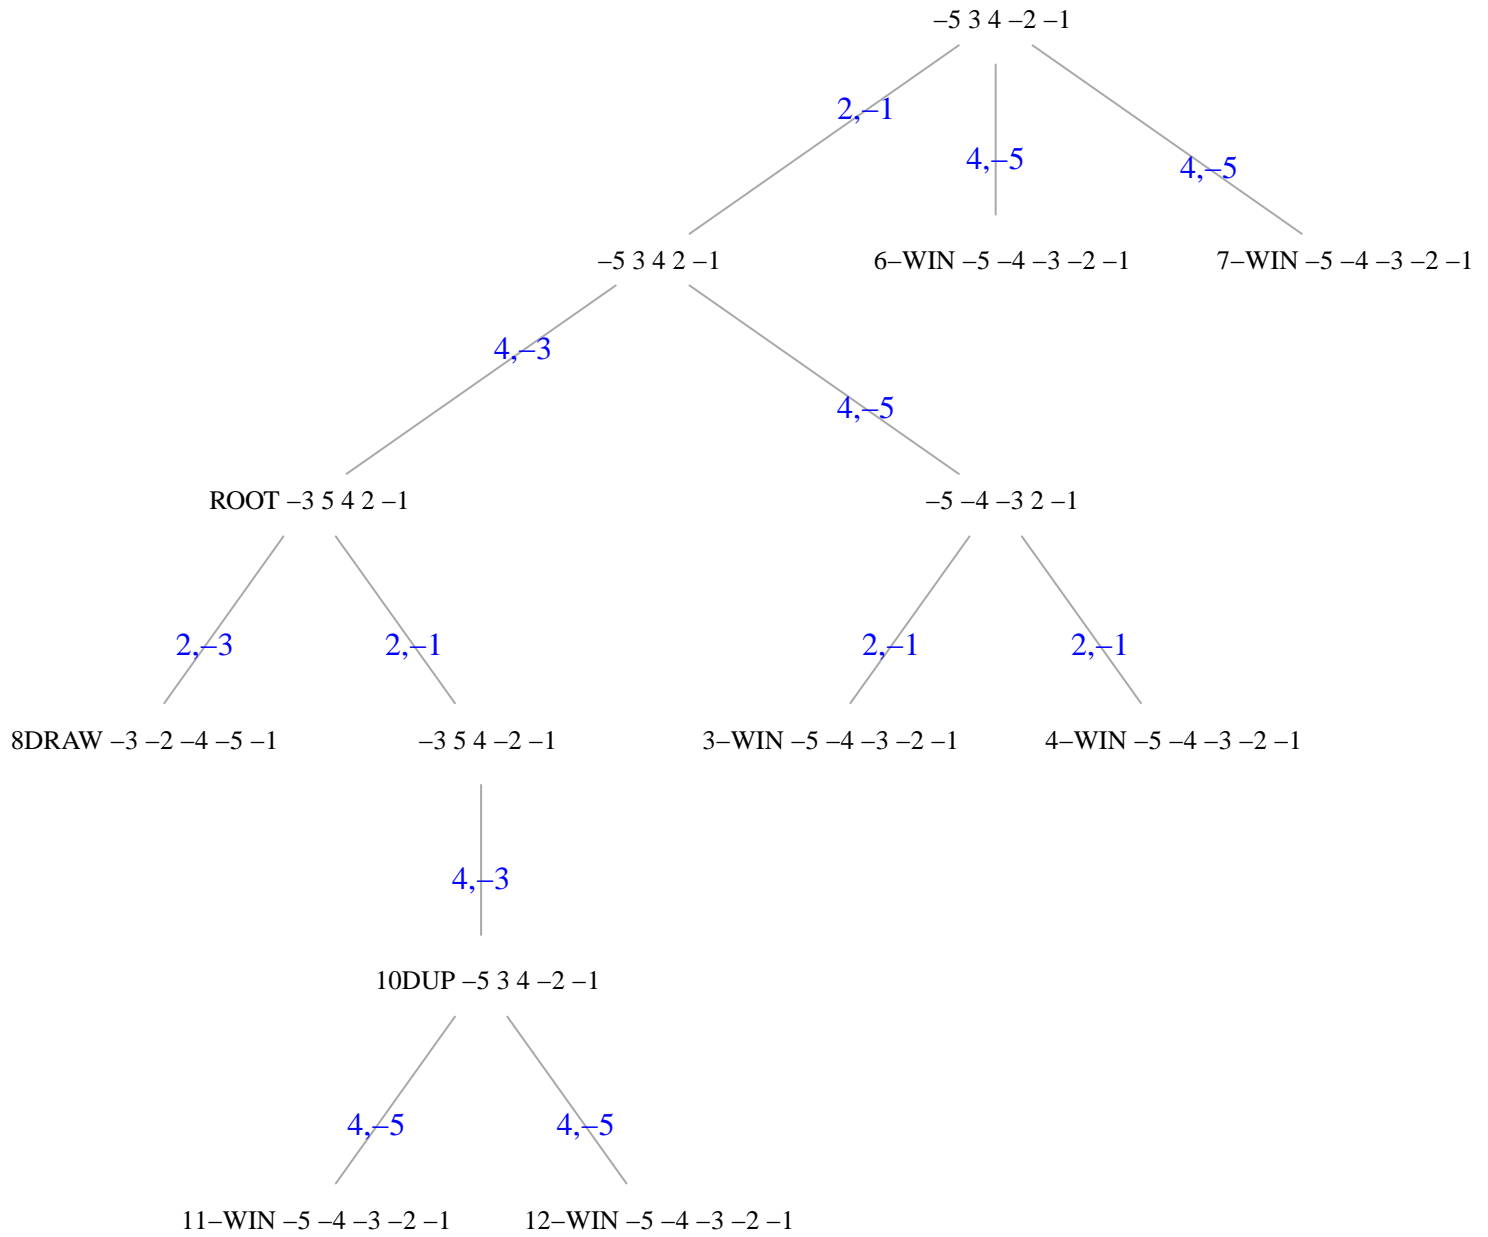 –5 3 4 –2 –1
2,–1
4,–5
4,–5
–5 3 4 2 –1
6–WIN –5 –4 –3 –2 –1
7–WIN –5 –4 –3 –2 –1
4,–3
4,–5
ROOT –3 5 4 2 –1
–5 –4 –3 2 –1
2,–3
2,–1
2,–1
2,–1
8DRAW –3 –2 –4 –5 –1
–3 5 4 –2 –1
3–WIN –5 –4 –3 –2 –1
4–WIN –5 –4 –3 –2 –1
4,–3
10DUP –5 3 4 –2 –1
4,–5
4,–5
11–WIN –5 –4 –3 –2 –1
12–WIN –5 –4 –3 –2 –1